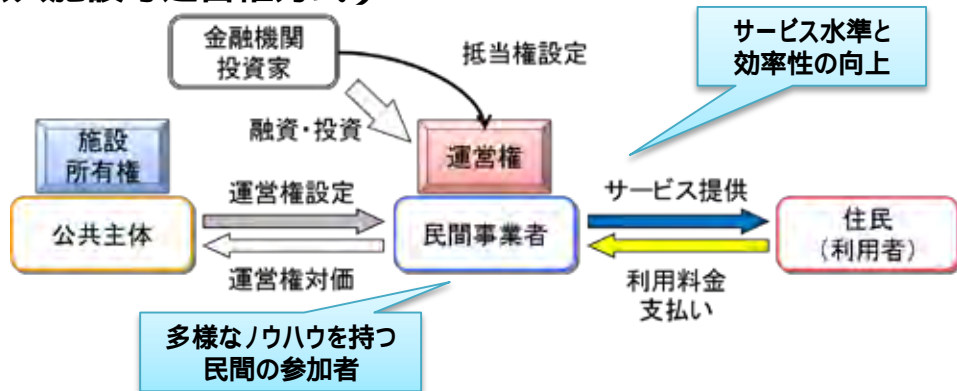 金融機関
投資家
抵当権設定
サービス水準と
効率性の向上
融資・投資
施設
所有権
運営権
運営権設定
サービス提供
公共主体
民間事業者
住民
(利用者)
運営権対価
利用料金
支払い
多様なノウハウを持つ
民間の参加者